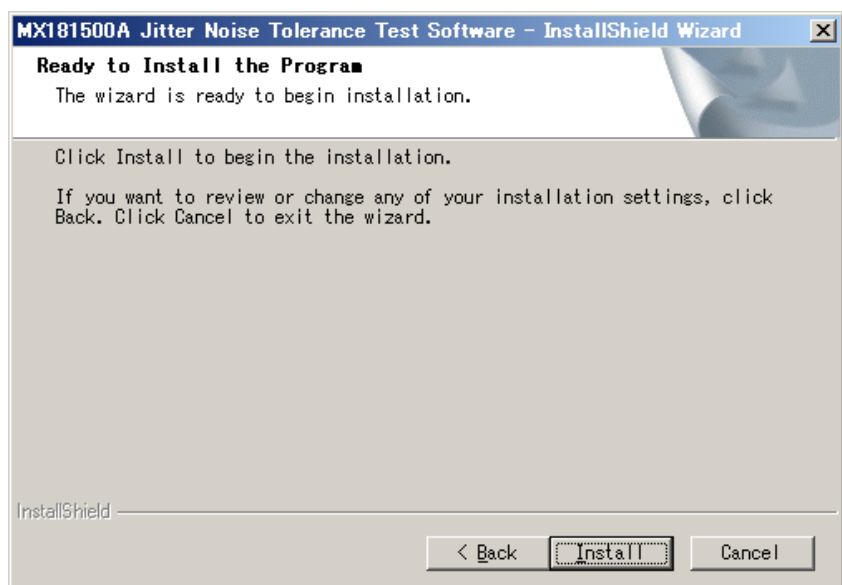 MX181500A Jitter Noise Tolerance Test Software - InstallShield Wizard
Ready to Install the Program
The wizard is ready to begin installation.
Click Install to begin the installation.
If you want to review or change any of your installation settings, click
Back. Click Cancel to exit the wizard.
InstallShield
< Back Install Cancel